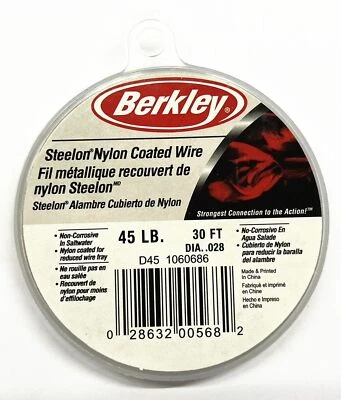 Berkley®
Steelon® Nylon Coated Wire
Fil métallique recouvert de
nylon Steelon MD
Steelon® Alambre Cubierto de Nylon
Strongest Connection to the Action!™
• Non-Corrosive
In Saltwater
• Nylon coated for
reduced wire fray
• Ne rouille pas en
eau salée
• Recouvert de
nylon pour moins
d'effilochage
45 LB. 30 FT
DIA. .028
D45 1060686
• No-Corrosivo En
Agua Salade
• Cubierto de Nylon
para reducir la baralla
del alambre
Made & Printed
In China
Fabriqué et imprimé
en Chine
Hecho e Impreso
en China
0 28632 00568 2